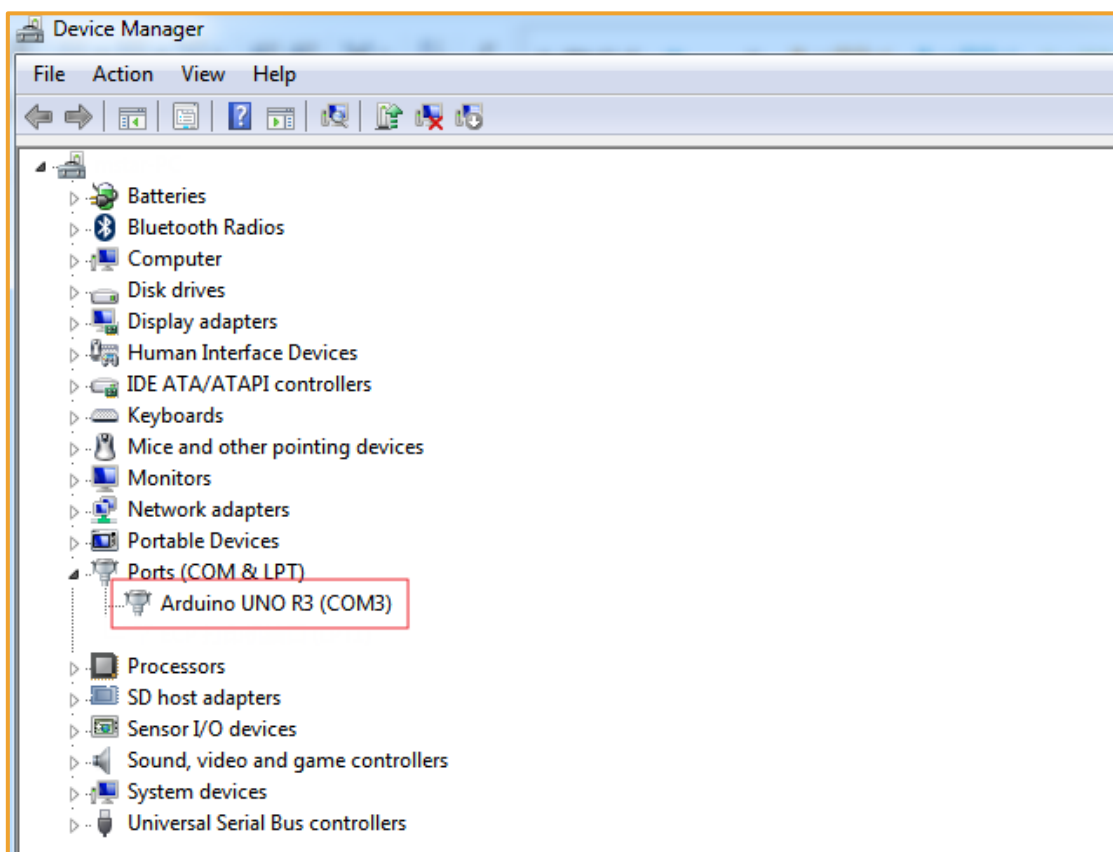 Device Manager
File Action View Help
Batteries
Bluetooth Radios
Computer
Disk drives
Display adapters
Human Interface Devices
IDE ATA/ATAPI controllers
Keyboards
Mice and other pointing devices
Monitors
Network adapters
Portable Devices
Ports (COM & LPT)
Arduino UNO R3 (COM3)
Processors
SD host adapters
Sensor I/O devices
Sound, video and game controllers
System devices
Universal Serial Bus controllers